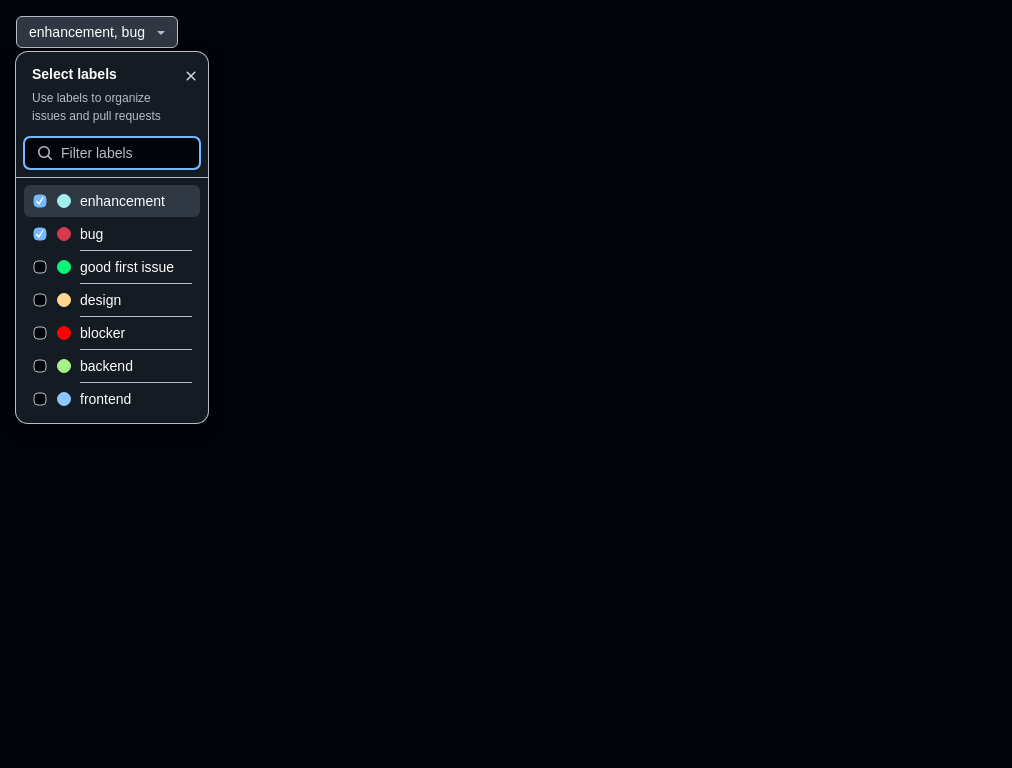 enhancement, bug
Select labels
Use labels to organize
issues and pull requests
Filter labels
enhancement
bug
good first issue
design
blocker
backend
frontend